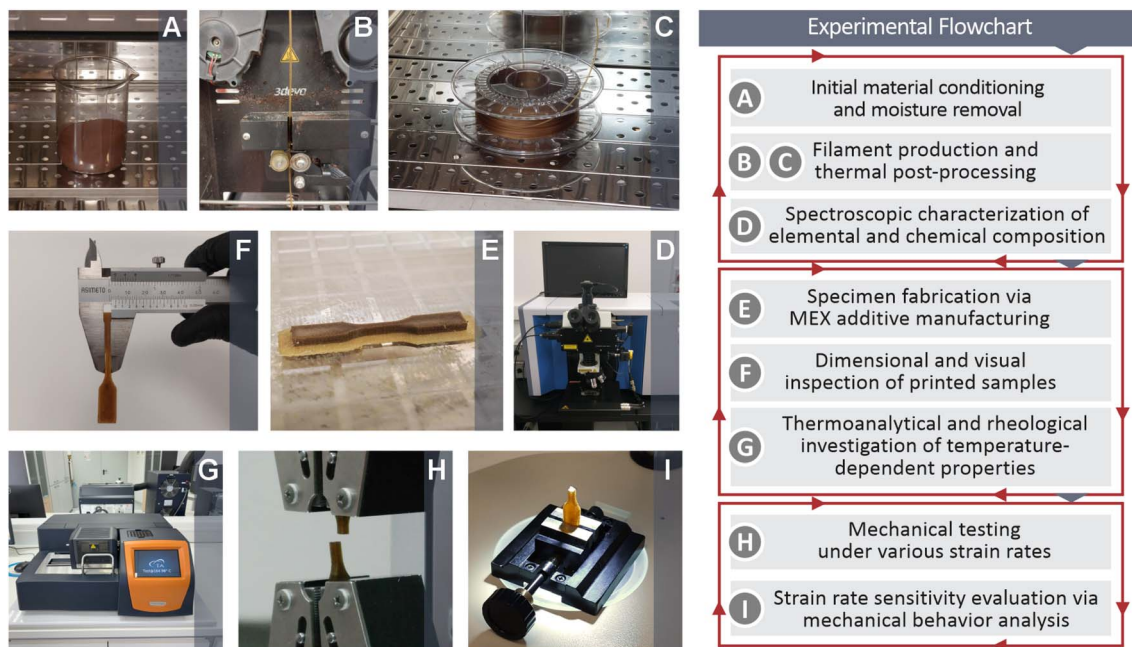 A
B
C
3devo
F
E
D
G
H
I
TA
Experimental Flowchart
A
Initial material conditioning
and moisture removal
B C
Filament production and
thermal post-processing
D
Spectroscopic characterization of
elemental and chemical composition
E
Specimen fabrication via
MEX additive manufacturing
F
Dimensional and visual
inspection of printed samples
G
Thermoanalytical and rheological
investigation of temperature-
dependent properties
H
Mechanical testing
under various strain rates
I
Strain rate sensitivity evaluation via
mechanical behavior analysis